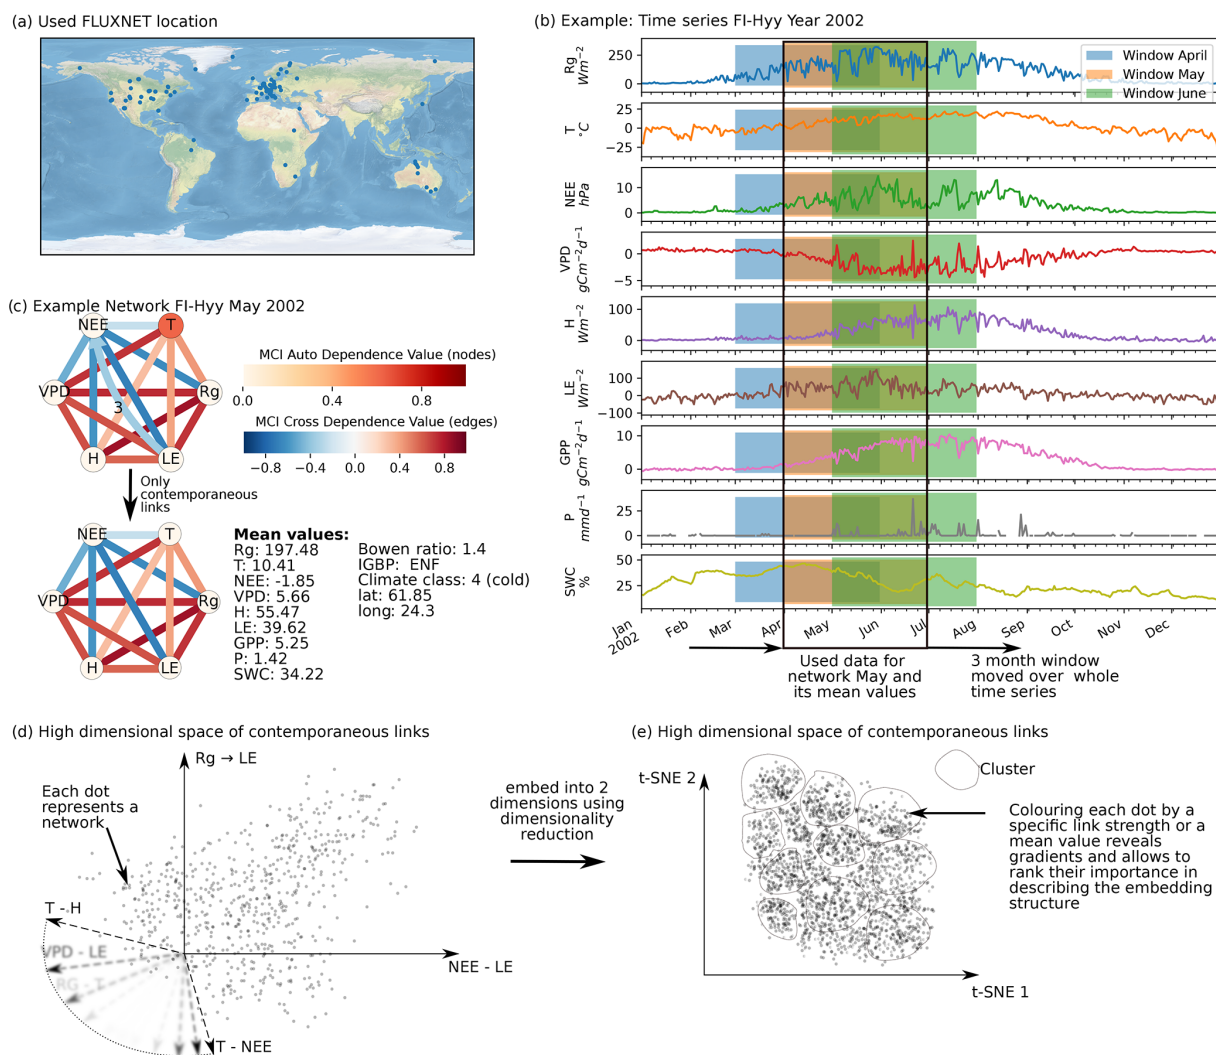 (a) Used FLUXNET location
(b) Example: Time series FI-Hyy Year 2002
Rg
Wm⁻²
250
0
Window April
Window May
Window June
T
°C
25
0
−25
NEE
hPa
10
0
VPD
gCm⁻²d⁻¹
0
−5
H
Wm⁻²
100
0
LE
Wm⁻²
100
0
−100
GPP
gCm⁻²d⁻¹
10
0
P
mmd⁻¹
25
0
SWC
%
50
25
Jan
2002
Feb
Mar
Apr
May
Jun
Jul
Aug
Sep
Oct
Nov
Dec
Used data for
network May and
its mean values
3 month window
moved over whole
time series
(c) Example Network FI-Hyy May 2002
NEE
T
VPD
Rg
3
H
LE
MCI Auto Dependence Value (nodes)
0.0
0.4
0.8
MCI Cross Dependence Value (edges)
−0.8
−0.4
0.0
0.4
0.8
Only
contemporaneous
links
NEE
T
VPD
Rg
H
LE
Mean values:
Rg: 197.48
T: 10.41
NEE: -1.85
VPD: 5.66
H: 55.47
LE: 39.62
GPP: 5.25
P: 1.42
SWC: 34.22
Bowen ratio: 1.4
IGBP: ENF
Climate class: 4 (cold)
lat: 61.85
long: 24.3
(d) High dimensional space of contemporaneous links
Rg → LE
Each dot
represents a
network
T - H
VPD - LE
RG - T
NEE - LE
T - NEE
embed into 2
dimensions using
dimensionality
reduction
(e) High dimensional space of contemporaneous links
t-SNE 2
Cluster
Colouring each dot by a
specific link strength or a
mean value reveals
gradients and allows to
rank their importance in
describing the embedding
structure
t-SNE 1